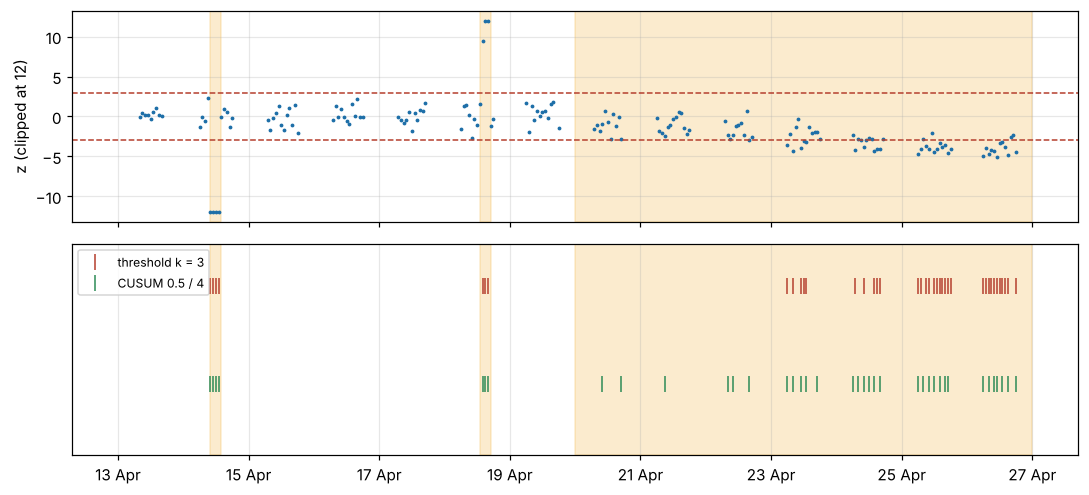 z (clipped at 12)
10
5
0
−5
−10
threshold k = 3
CUSUM 0.5 / 4
13 Apr
15 Apr
17 Apr
19 Apr
21 Apr
23 Apr
25 Apr
27 Apr